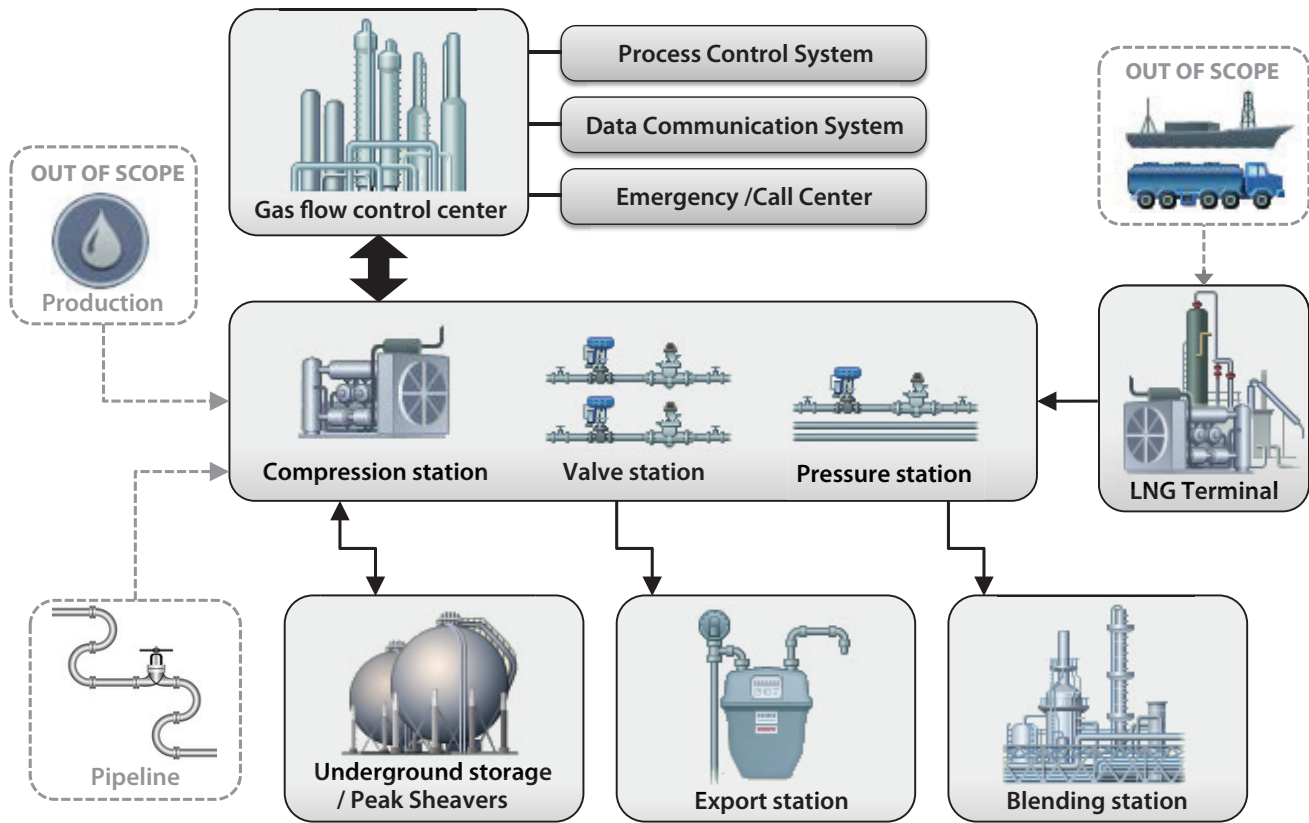 Process Control System
Data Communication System
Emergency /Call Center
Gas flow control center
OUT OF SCOPE
OUT OF SCOPE
Production
Compression station
Valve station
Pressure station
LNG Terminal
Pipeline
Underground storage
/ Peak Sheavers
Export station
Blending station